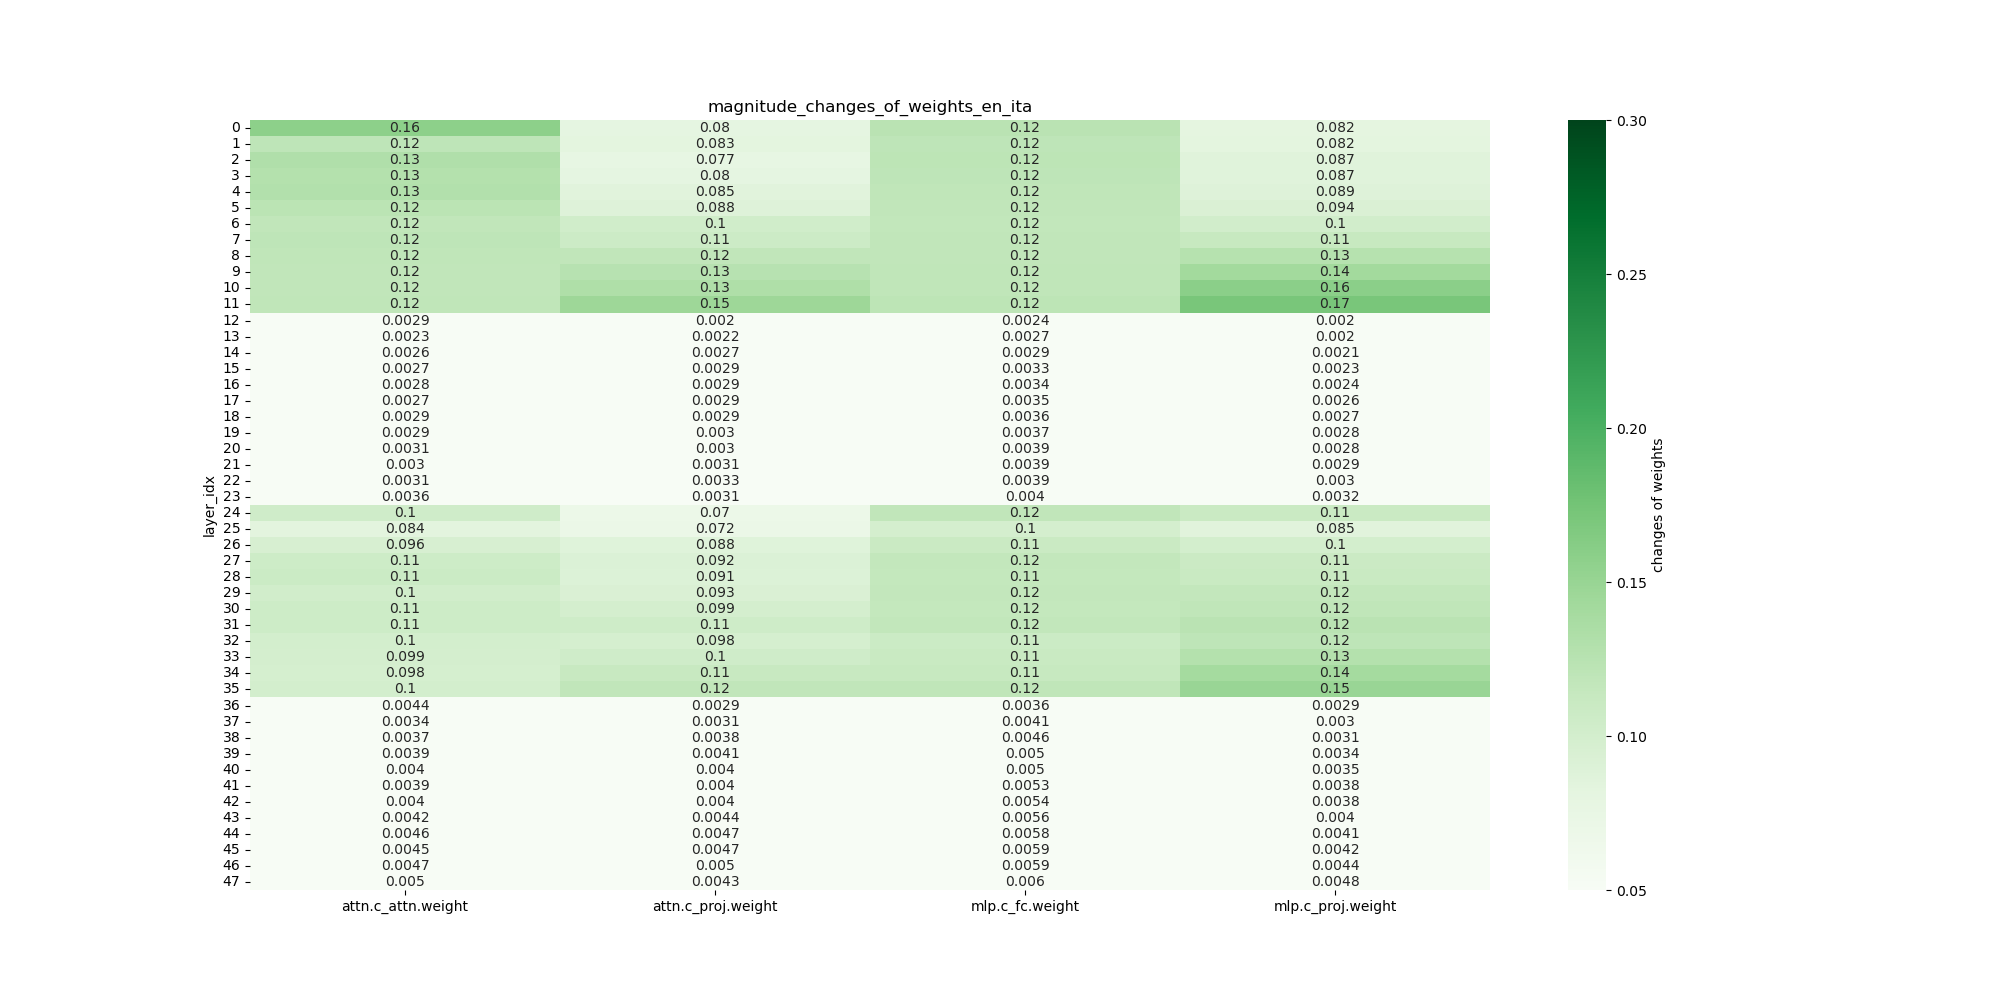 magnitude_changes_of_weights_en_ita
0 0.16 0.08 0.12 0.082
1 0.12 0.083 0.12 0.082
2 0.13 0.077 0.12 0.087
3 0.13 0.08 0.12 0.087
4 0.13 0.085 0.12 0.089
5 0.12 0.088 0.12 0.094
6 0.12 0.1 0.12 0.1
7 0.12 0.11 0.12 0.11
8 0.12 0.12 0.12 0.13
9 0.12 0.13 0.12 0.14
10 0.12 0.13 0.12 0.16
11 0.12 0.15 0.12 0.17
12 0.0029 0.002 0.0024 0.002
13 0.0023 0.0022 0.0027 0.002
14 0.0026 0.0027 0.0029 0.0021
15 0.0027 0.0029 0.0033 0.0023
16 0.0028 0.0029 0.0034 0.0024
17 0.0027 0.0029 0.0035 0.0026
18 0.0029 0.0029 0.0036 0.0027
19 0.0029 0.003 0.0037 0.0028
20 0.0031 0.003 0.0039 0.0028
21 0.003 0.0031 0.0039 0.0029
22 0.0031 0.0033 0.0039 0.003
23 0.0036 0.0031 0.004 0.0032
24 0.1 0.07 0.12 0.11
25 0.084 0.072 0.1 0.085
26 0.096 0.088 0.11 0.1
27 0.11 0.092 0.12 0.11
28 0.11 0.091 0.11 0.11
29 0.1 0.093 0.12 0.12
30 0.11 0.099 0.12 0.12
31 0.11 0.11 0.12 0.12
32 0.1 0.098 0.11 0.12
33 0.099 0.1 0.11 0.13
34 0.098 0.11 0.11 0.14
35 0.1 0.12 0.12 0.15
36 0.0044 0.0029 0.0036 0.0029
37 0.0034 0.0031 0.0041 0.003
38 0.0037 0.0038 0.0046 0.0031
39 0.0039 0.0041 0.005 0.0034
40 0.004 0.004 0.005 0.0035
41 0.0039 0.004 0.0053 0.0038
42 0.004 0.004 0.0054 0.0038
43 0.0042 0.0044 0.0056 0.004
44 0.0046 0.0047 0.0058 0.0041
45 0.0045 0.0047 0.0059 0.0042
46 0.0047 0.005 0.0059 0.0044
47 0.005 0.0043 0.006 0.0048
attn.c_attn.weight attn.c_proj.weight mlp.c_fc.weight mlp.c_proj.weight
layer_idx
0.30
0.25
0.20
0.15
0.10
0.05
changes of weights